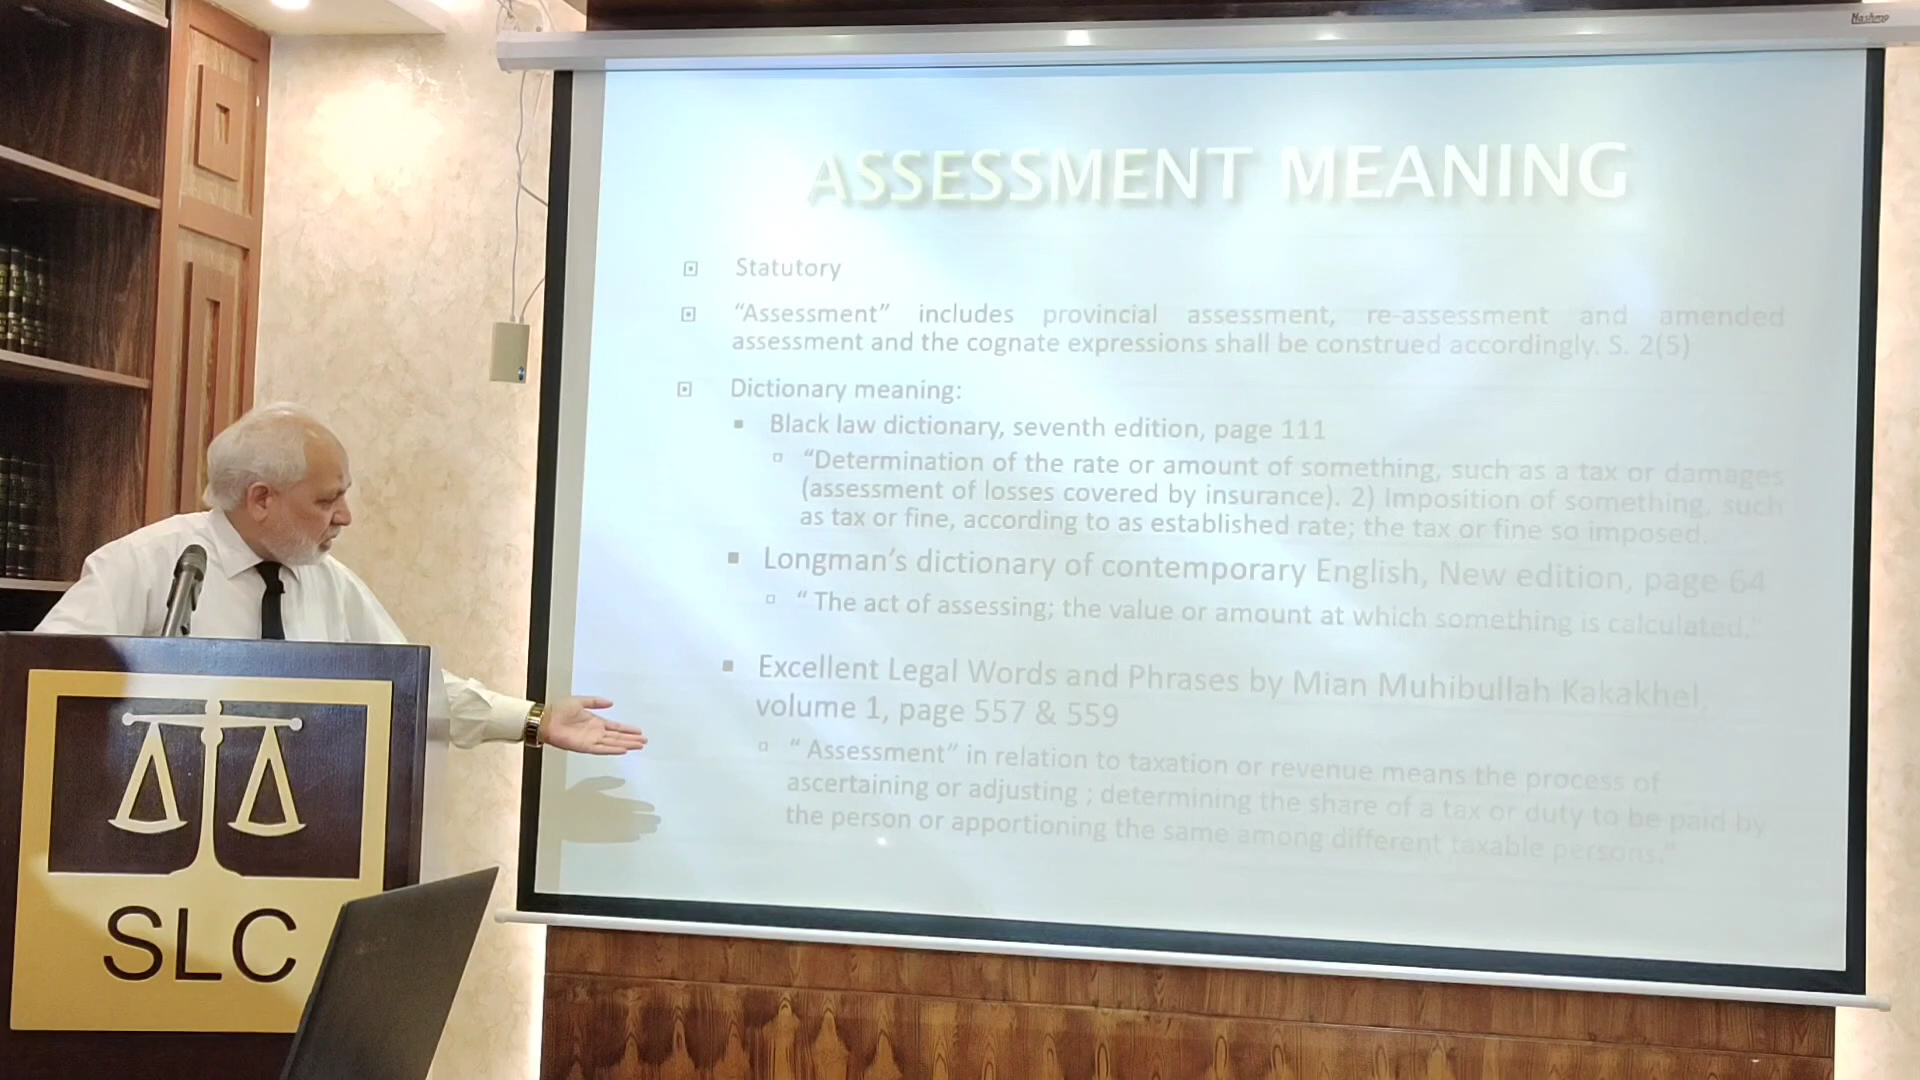 Nashmo
ASSESSMENT MEANING
Statutory
“Assessment” includes provincial assessment, re-assessment and amended
assessment and the cognate expressions shall be construed accordingly. S. 2(5)
Dictionary meaning:
Black law dictionary, seventh edition, page 111
“Determination of the rate or amount of something, such as a tax or damages
(assessment of losses covered by insurance). 2) Imposition of something, such
as tax or fine, according to as established rate; the tax or fine so imposed.
Longman’s dictionary of contemporary English, New edition, page 64
“ The act of assessing; the value or amount at which something is calculated.”
Excellent Legal Words and Phrases by Mian Muhibullah Kakakhel,
volume 1, page 557 & 559
“ Assessment” in relation to taxation or revenue means the process of
ascertaining or adjusting ; determining the share of a tax or duty to be paid by
the person or apportioning the same among different taxable persons.”
SLC